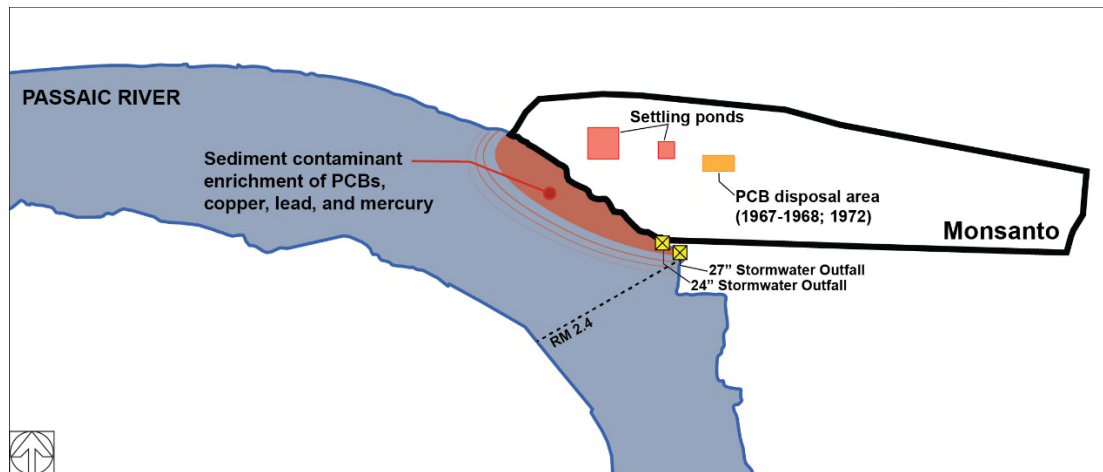 PASSAIC RIVER
Settling ponds
Sediment contaminant
enrichment of PCBs,
copper, lead, and mercury
PCB disposal area
(1967-1968; 1972)
Monsanto
27” Stormwater Outfall
24” Stormwater Outfall
RM 2.4